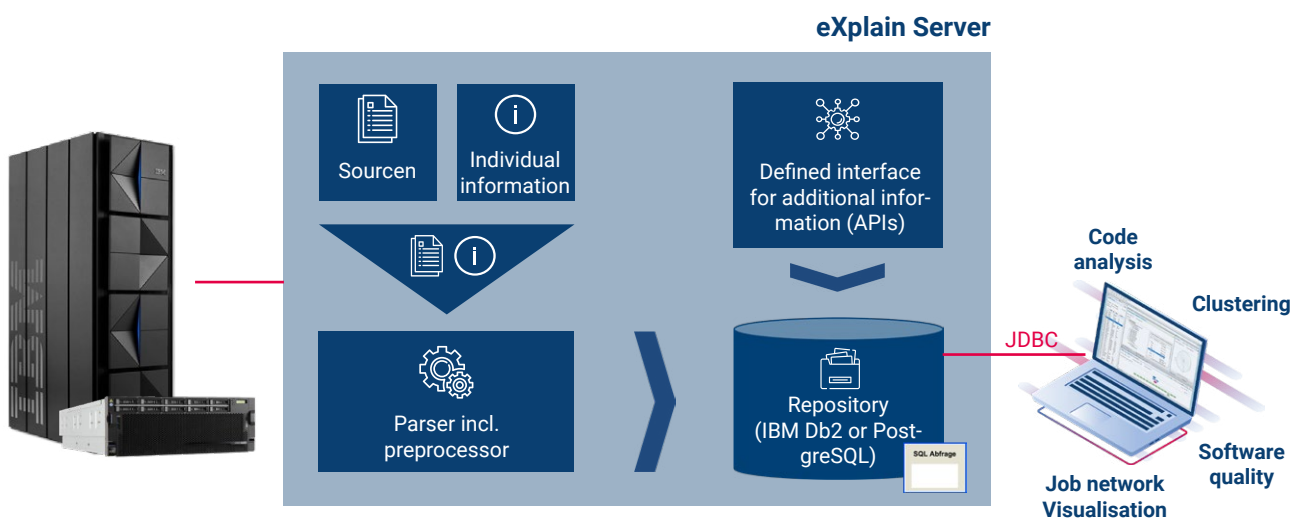 eXplain Server
Sourcen
Individual
information
Defined interface
for additional infor-
mation (APIs)
Parser incl.
preprocessor
Repository
(IBM Db2 or Post-
greSQL)
SQL Abfrage
JDBC
Code
analysis
Clustering
Software
quality
Job network
Visualisation
IBM